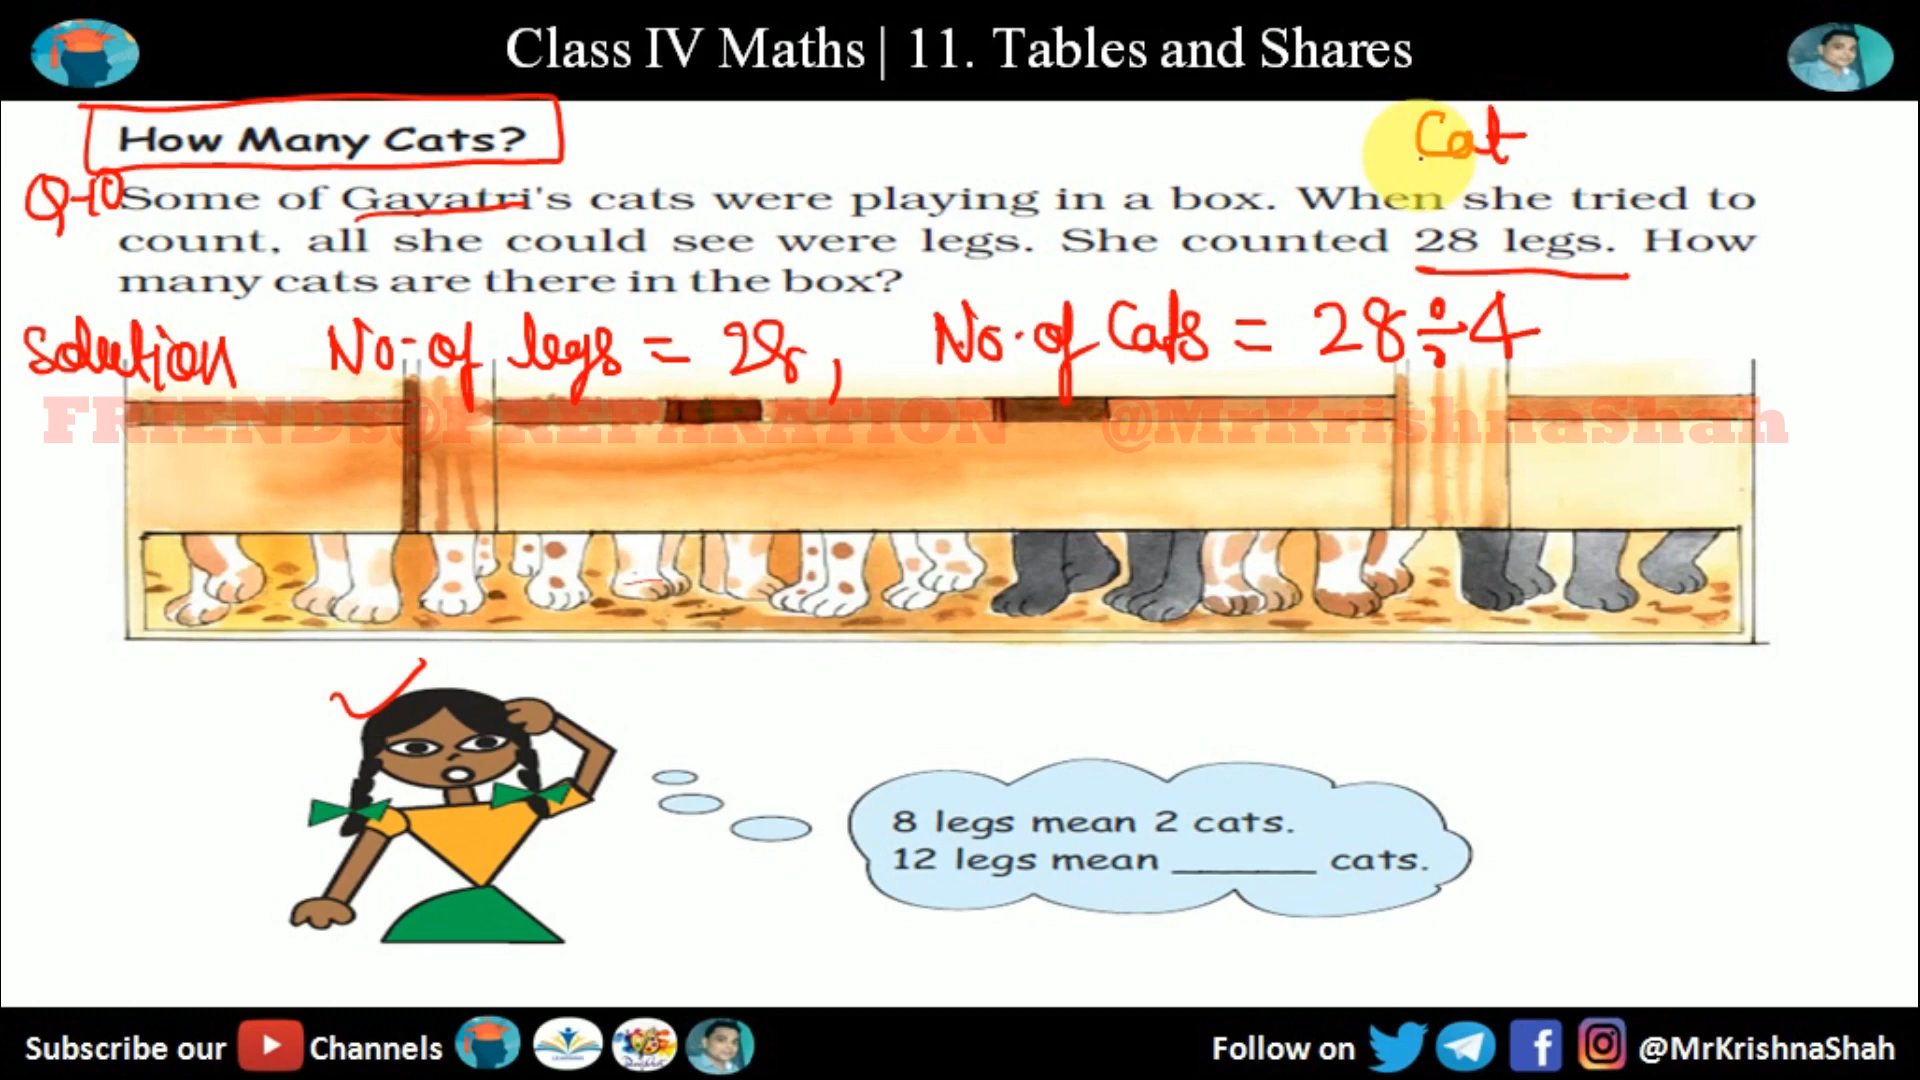 Class IV Maths | 11. Tables and Shares
How Many Cats?
Cat
Q-10
Some of Gayatri's cats were playing in a box. When she tried to
count, all she could see were legs. She counted 28 legs. How
many cats are there in the box?
Solution No. of legs = 28, No. of Cats = 28 ÷ 4
FRIENDS@PREPARATION @MrKrishnaShah
8 legs mean 2 cats.
12 legs mean ______ cats.
Subscribe our Channels Follow on @MrKrishnaShah